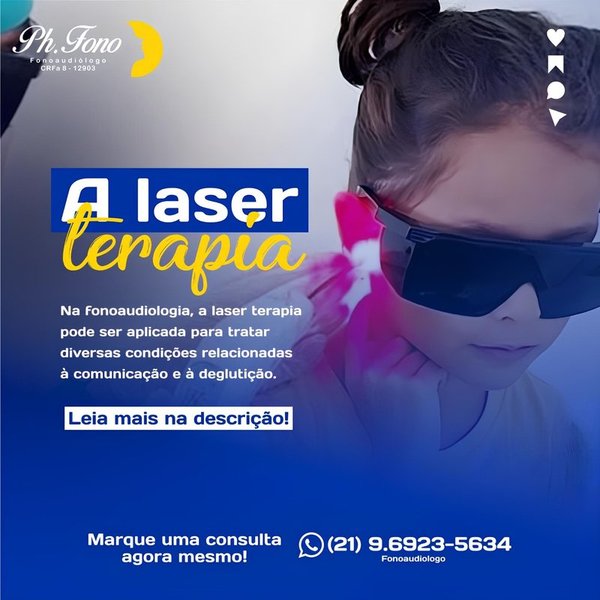 Ph. Fono
Fonoaudiólogo
CRFa 8 - 12903
A laser
terapia
Na fonoaudiologia, a laser terapia
pode ser aplicada para tratar
diversas condições relacionadas
à comunicação e à deglutição.
Leia mais na descrição!
Marque uma consulta
agora mesmo!
(21) 9.6923-5634
Fonoaudiologo